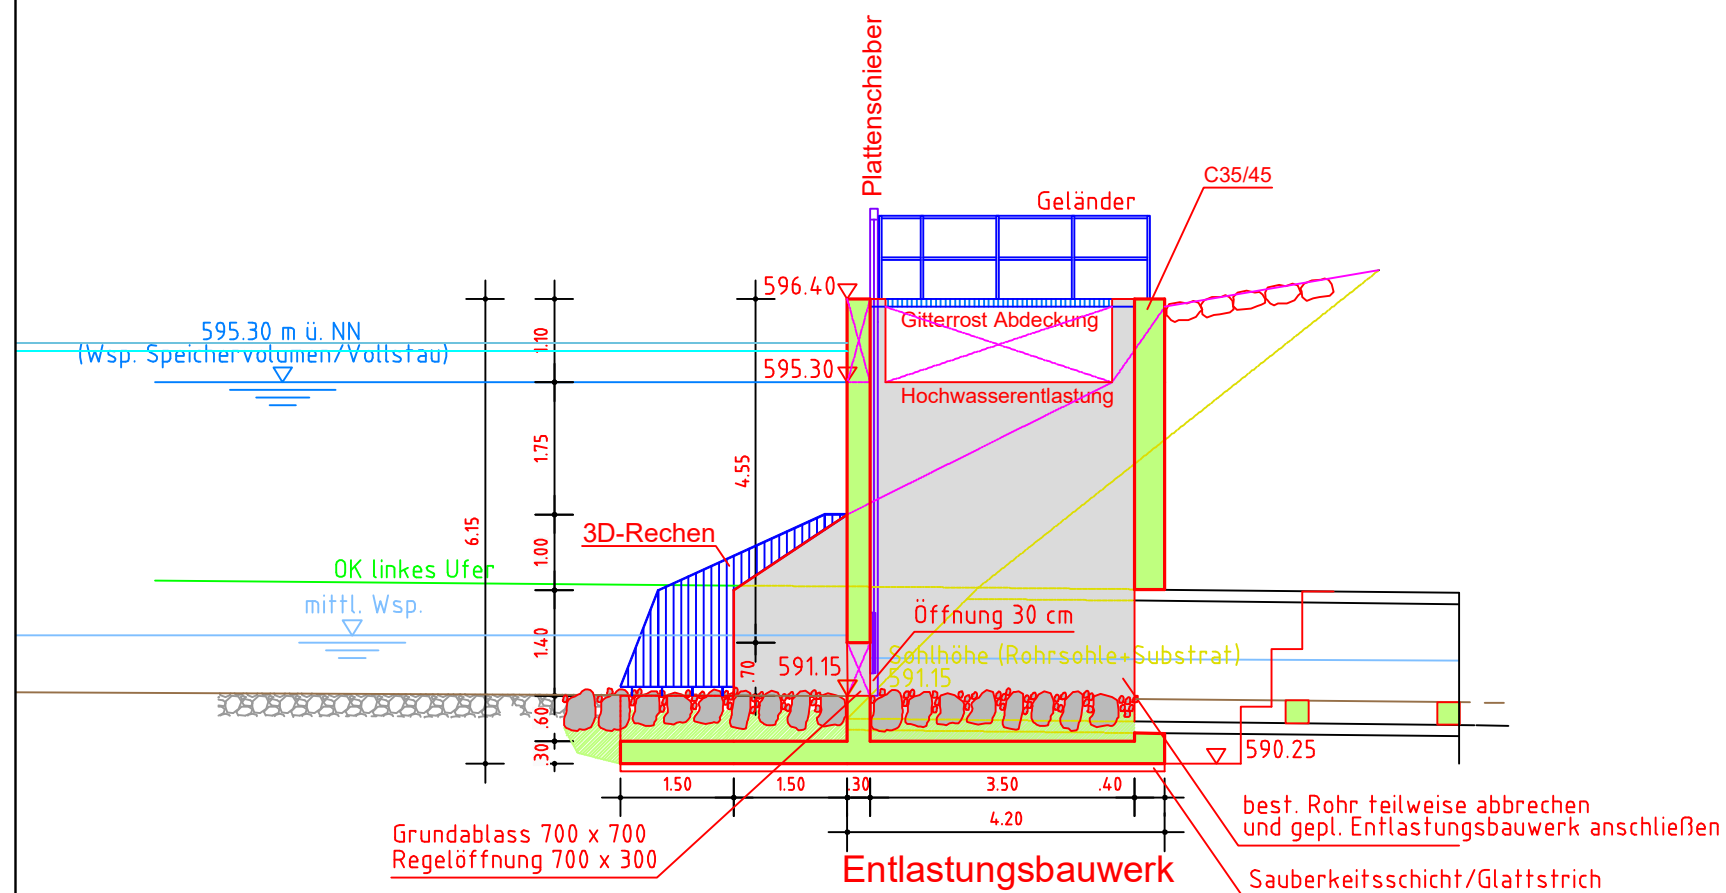 Plattenschieber
C35/45
Geländer
596.40
Gitterrost Abdeckung
595.30 m ü. NN
(Wsp. Speichervolumen/Vollstau)
1.10
595.30
Hochwasserentlastung
1.75
4.55
6.15
3D-Rechen
1.00
OK linkes Ufer
mittl. Wsp.
Öffnung 30 cm
1.40
Sohlhöhe (Rohrsohle+Substrat)
591.15
.70
591.15
.60
.30
590.25
1.50
1.50
.30
3.50
.40
4.20
best. Rohr teilweise abbrechen
und gepl. Entlastungsbauwerk anschließen
Grundablass 700 x 700
Regelöffnung 700 x 300
Entlastungsbauwerk
Sauberkeitsschicht/Glattstrich